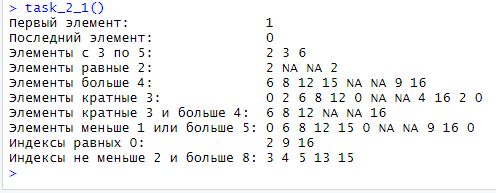 > task_2_1()
Первый элемент: 1
Последний элемент: 0
Элементы с 3 по 5: 2 3 6
Элементы равные 2: 2 NA NA 2
Элементы больше 4: 6 8 12 15 NA NA 9 16
Элементы кратные 3: 0 2 6 8 12 0 NA NA 4 16 2 0
Элементы кратные 3 и больше 4: 6 8 12 NA NA 16
Элементы меньше 1 или больше 5: 0 6 8 12 15 0 NA NA 9 16 0
Индексы равных 0: 2 9 16
Индексы не меньше 2 и больше 8: 3 4 5 13 15
>